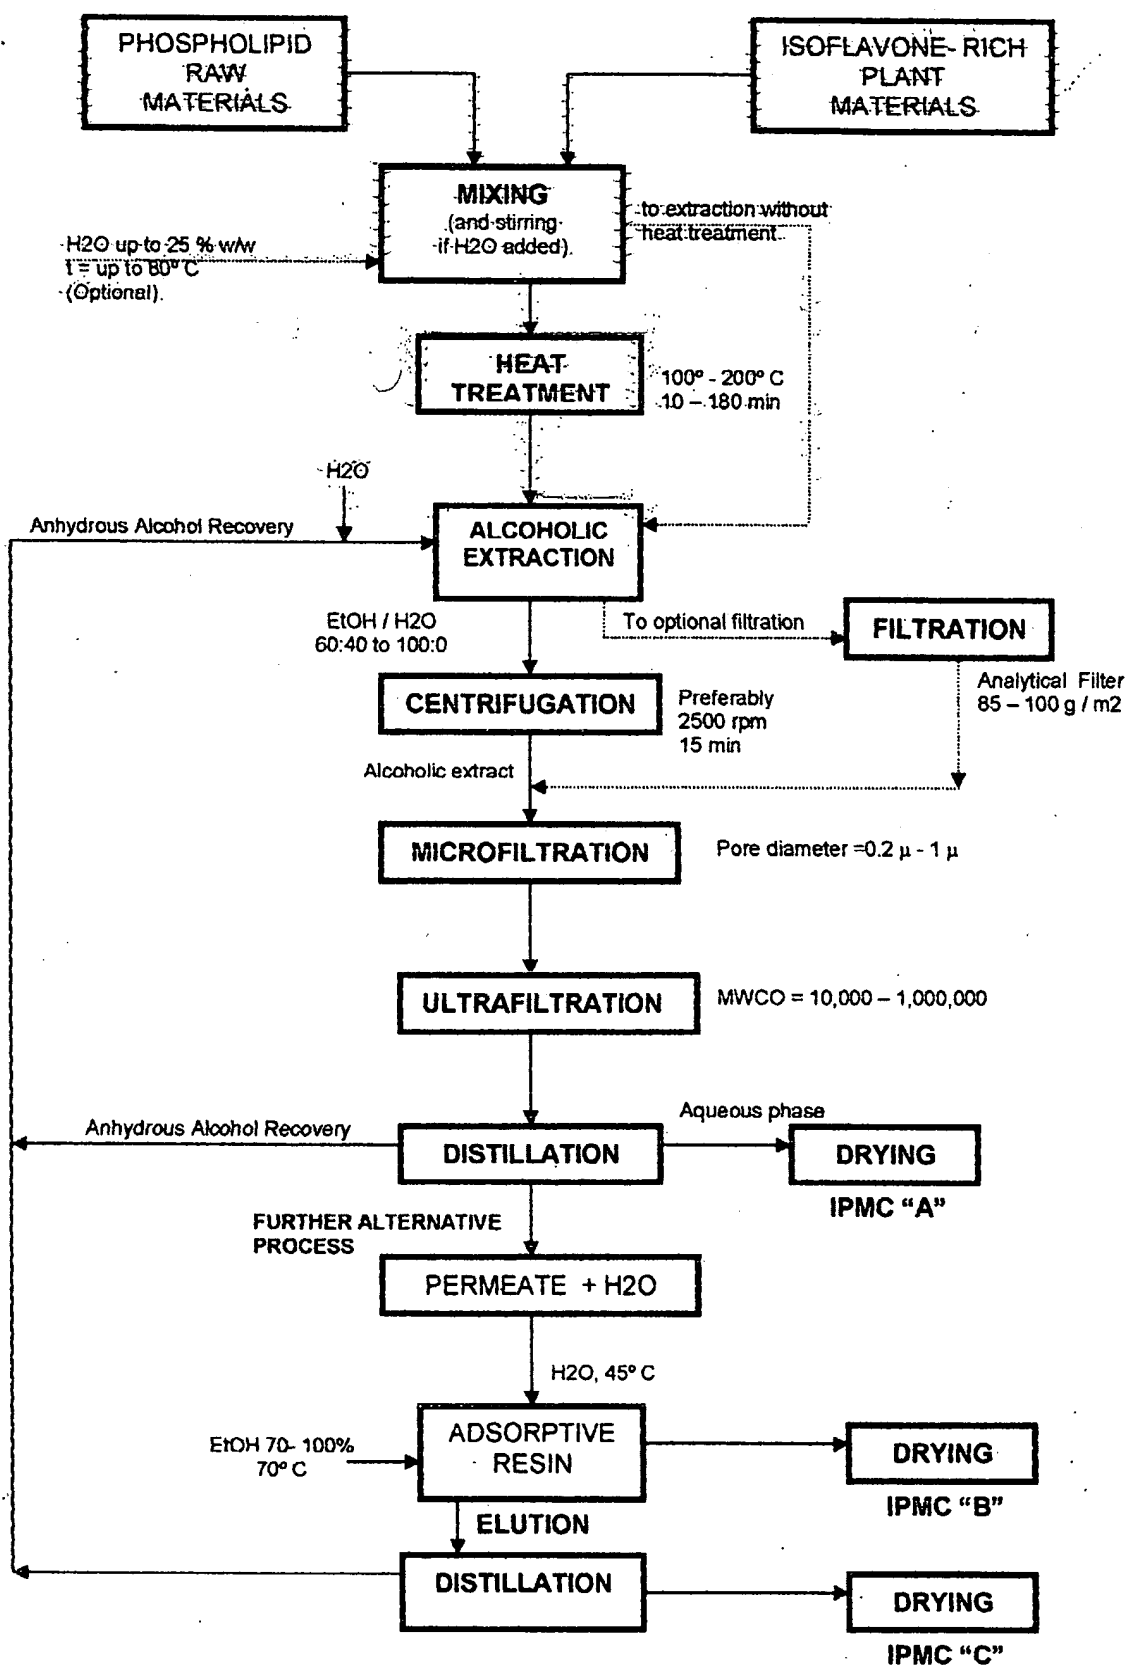 PHOSPHOLIPID
RAW
MATERIALS
ISOFLAVONE- RICH
PLANT
MATERIALS
MIXING
(and stirring
if H2O added).
to extraction without
heat treatment.
H2O up to 25 % w/w
t = up to 80º C
(Optional).
HEAT
TREATMENT
100º - 200º C
10 – 180 min
H2O
Anhydrous Alcohol Recovery
ALCOHOLIC
EXTRACTION
EtOH / H2O
60:40 to 100:0
To optional filtration
FILTRATION
Analytical Filter
85 – 100 g / m2
CENTRIFUGATION
Preferably
2500 rpm
15 min
Alcoholic extract
MICROFILTRATION
Pore diameter =0.2 µ - 1 µ
ULTRAFILTRATION
MWCO = 10,000 – 1,000,000
Anhydrous Alcohol Recovery
DISTILLATION
Aqueous phase
DRYING
IPMC “A”
FURTHER ALTERNATIVE
PROCESS
PERMEATE + H2O
H2O, 45º C
EtOH 70- 100%
70º C
ADSORPTIVE
RESIN
DRYING
IPMC “B”
ELUTION
DISTILLATION
DRYING
IPMC “C”